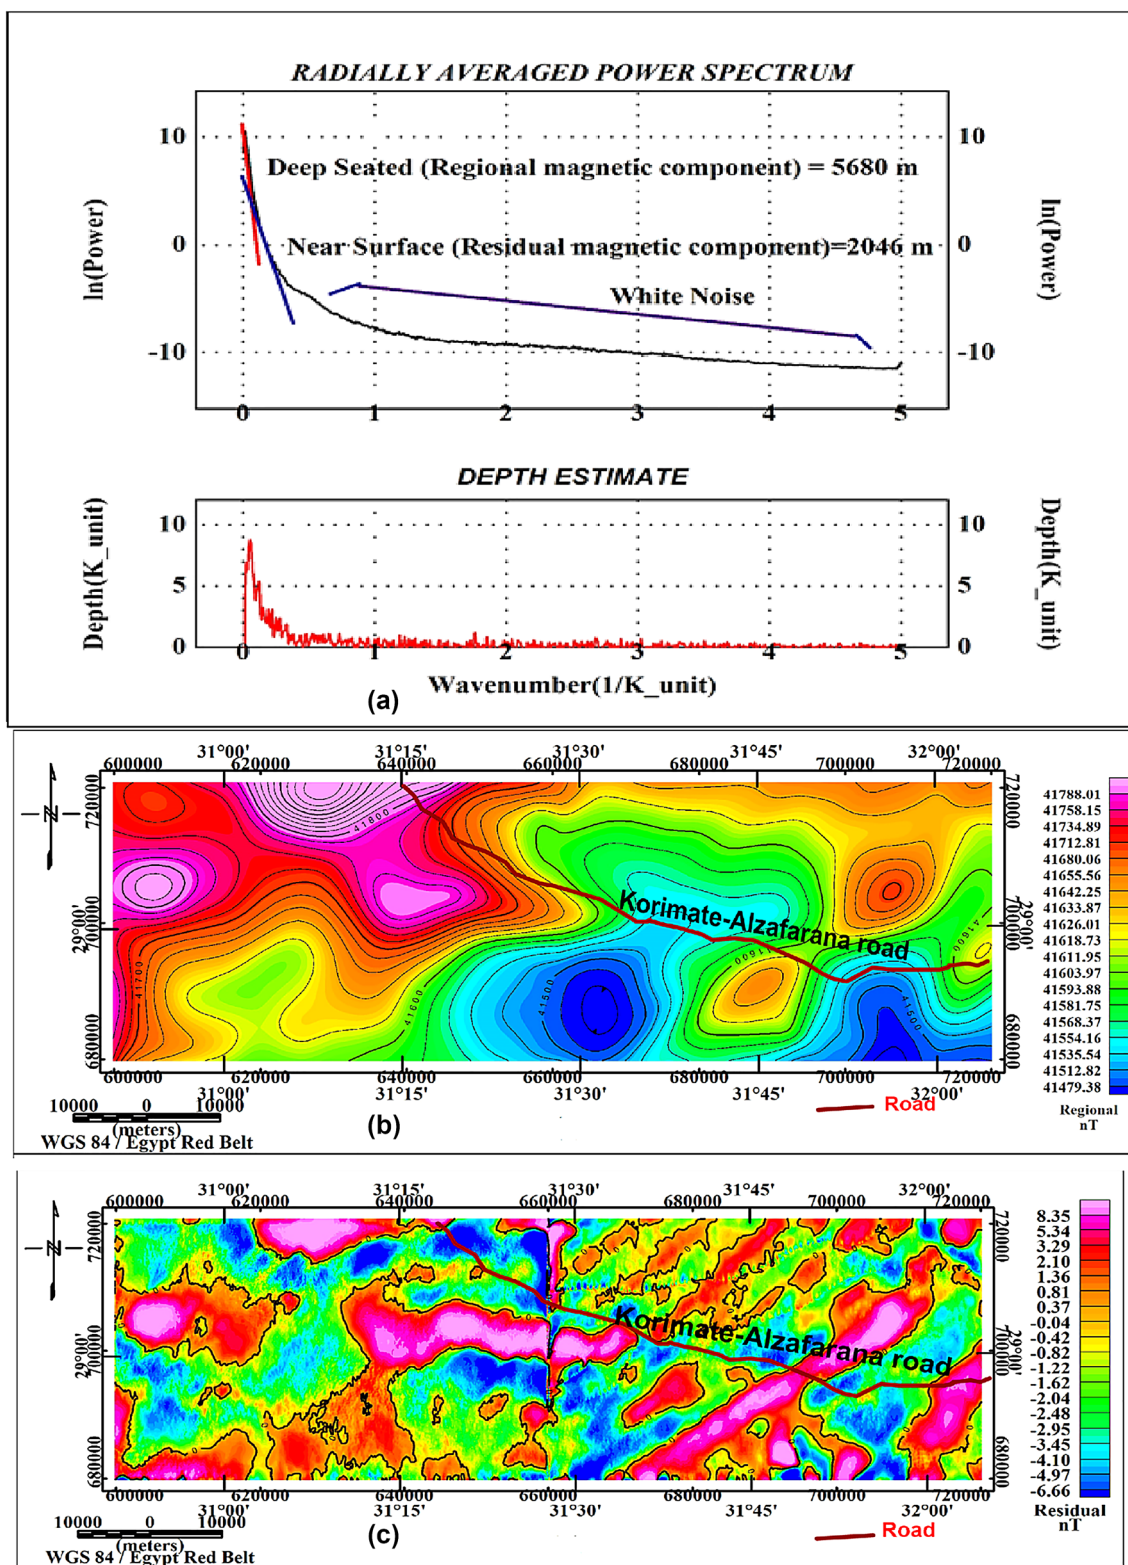 RADIALLY AVERAGED POWER SPECTRUM
10 10
Deep Seated (Regional magnetic component) = 5680 m
ln(Power) ln(Power)
0 Near Surface (Residual magnetic component)=2046 m 0
White Noise
-10 -10
0 1 2 3 4 5
DEPTH ESTIMATE
Depth(K_unit) Depth(K_unit)
10 10
5 5
0 0
0 1 2 3 4 5
Wavenumber(1/K_unit)
(a)
31°00' 31°15' 31°30' 31°45' 32°00'
600000 620000 640000 660000 680000 700000 720000
N
720000 720000
41800
Korimate-Alzafarana road
29°00' 29°00'
700000 700000
41600
41600
41700
41600
41500
41500
680000 680000
600000 620000 640000 660000 680000 700000 720000
31°00' 31°15' 31°30' 31°45' 32°00'
41788.01
41758.15
41734.89
41712.81
41680.06
41655.56
41642.25
41633.87
41626.01
41618.73
41611.95
41603.97
41593.88
41581.75
41568.37
41554.16
41535.54
41512.82
41479.38
Regional
nT
10000 0 10000
(meters)
WGS 84 / Egypt Red Belt
(b)
Road
31°00' 31°15' 31°30' 31°45' 32°00'
600000 620000 640000 660000 680000 700000 720000
N
720000 720000
Korimate-Alzafarana road
29°00' 29°00'
700000 700000
680000 680000
600000 620000 640000 660000 680000 700000 720000
31°00' 31°15' 31°30' 31°45' 32°00'
8.35
5.34
3.29
2.10
1.36
0.81
0.37
-0.04
-0.42
-0.82
-1.22
-1.62
-2.04
-2.48
-2.95
-3.45
-4.10
-4.97
-6.66
Residual
nT
10000 0 10000
(meters)
WGS 84 / Egypt Red Belt
(c)
Road